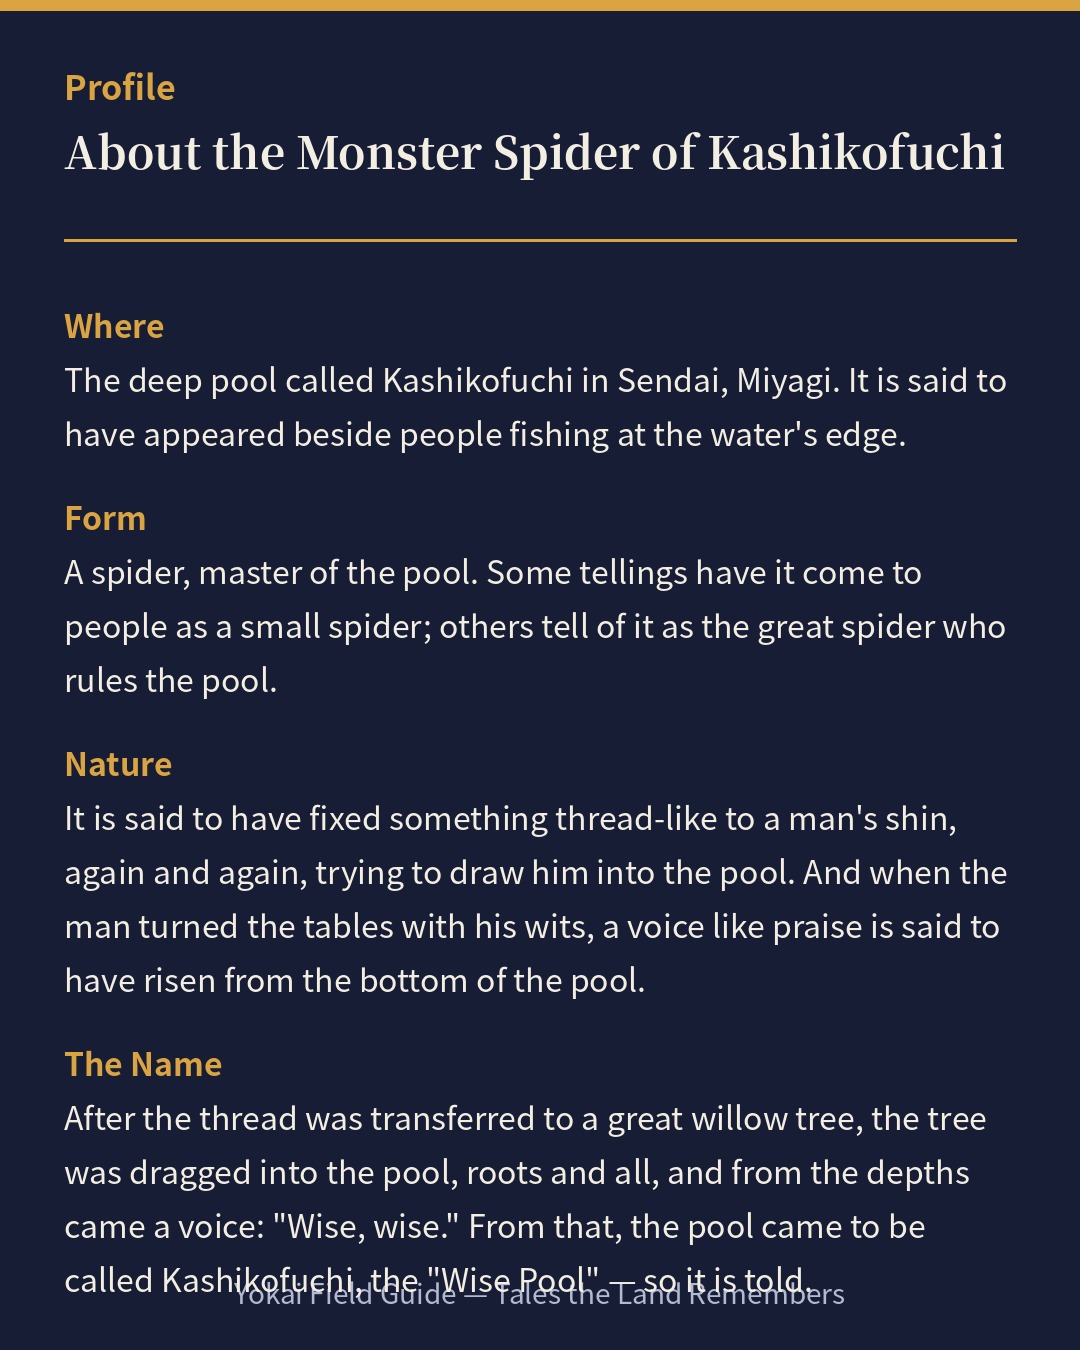 Profile
About the Monster Spider of Kashikofuchi
Where
The deep pool called Kashikofuchi in Sendai, Miyagi. It is said to
have appeared beside people fishing at the water's edge.
Form
A spider, master of the pool. Some tellings have it come to
people as a small spider; others tell of it as the great spider who
rules the pool.
Nature
It is said to have fixed something thread-like to a man's shin,
again and again, trying to draw him into the pool. And when the
man turned the tables with his wits, a voice like praise is said to
have risen from the bottom of the pool.
The Name
After the thread was transferred to a great willow tree, the tree
was dragged into the pool, roots and all, and from the depths
came a voice: "Wise, wise." From that, the pool came to be
called Kashikofuchi, the "Wise Pool" — so it is told.
Yokai Field Guide — Tales the Land Remembers